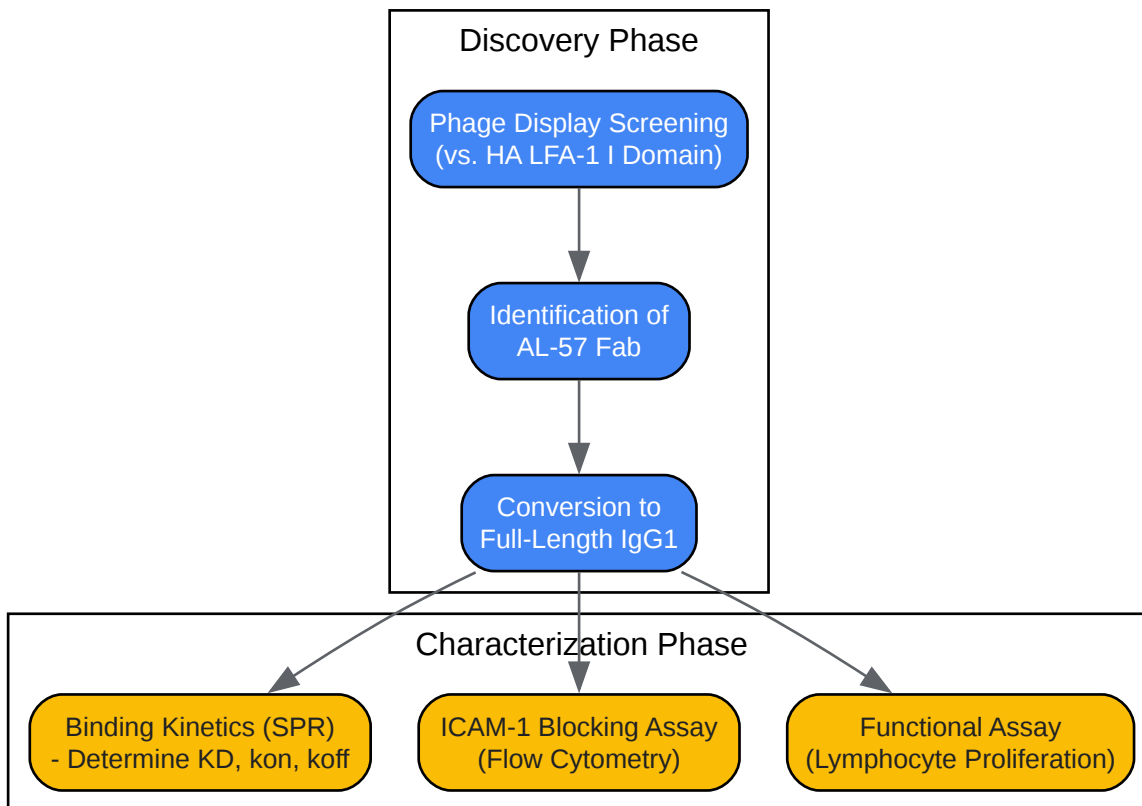 Discovery Phase
Phage Display Screening
(vs. HA LFA-1 I Domain)
Identification of
AL-57 Fab
Conversion to
Full-Length IgG1
Characterization Phase
Binding Kinetics (SPR)
- Determine KD, kon, koff
ICAM-1 Blocking Assay
(Flow Cytometry)
Functional Assay
(Lymphocyte Proliferation)